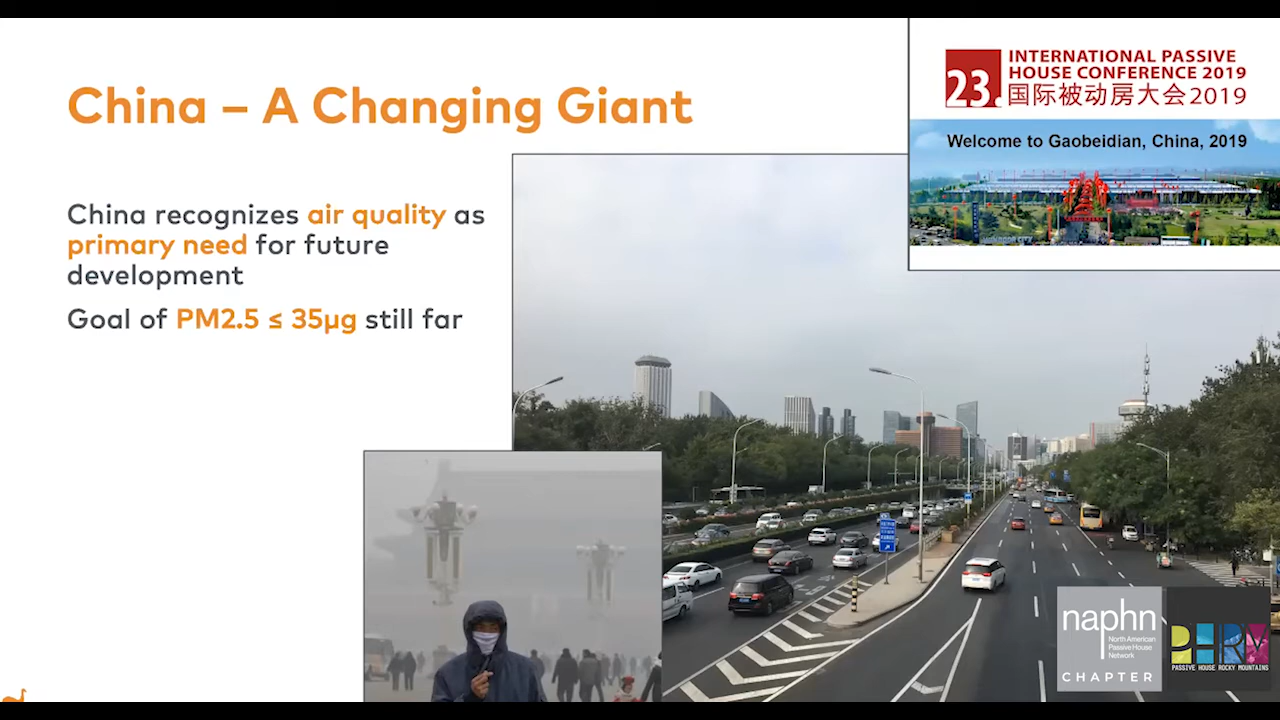 China – A Changing Giant
China recognizes air quality as
primary need for future
development
Goal of PM2.5 ≤ 35µg still far
23.
INTERNATIONAL PASSIVE
HOUSE CONFERENCE 2019
国际被动房大会2019
Welcome to Gaobeidian, China, 2019
naphn
North American
Passive House
Network
CHAPTER
PHRM
PASSIVE HOUSE ROCKY MOUNTAINS